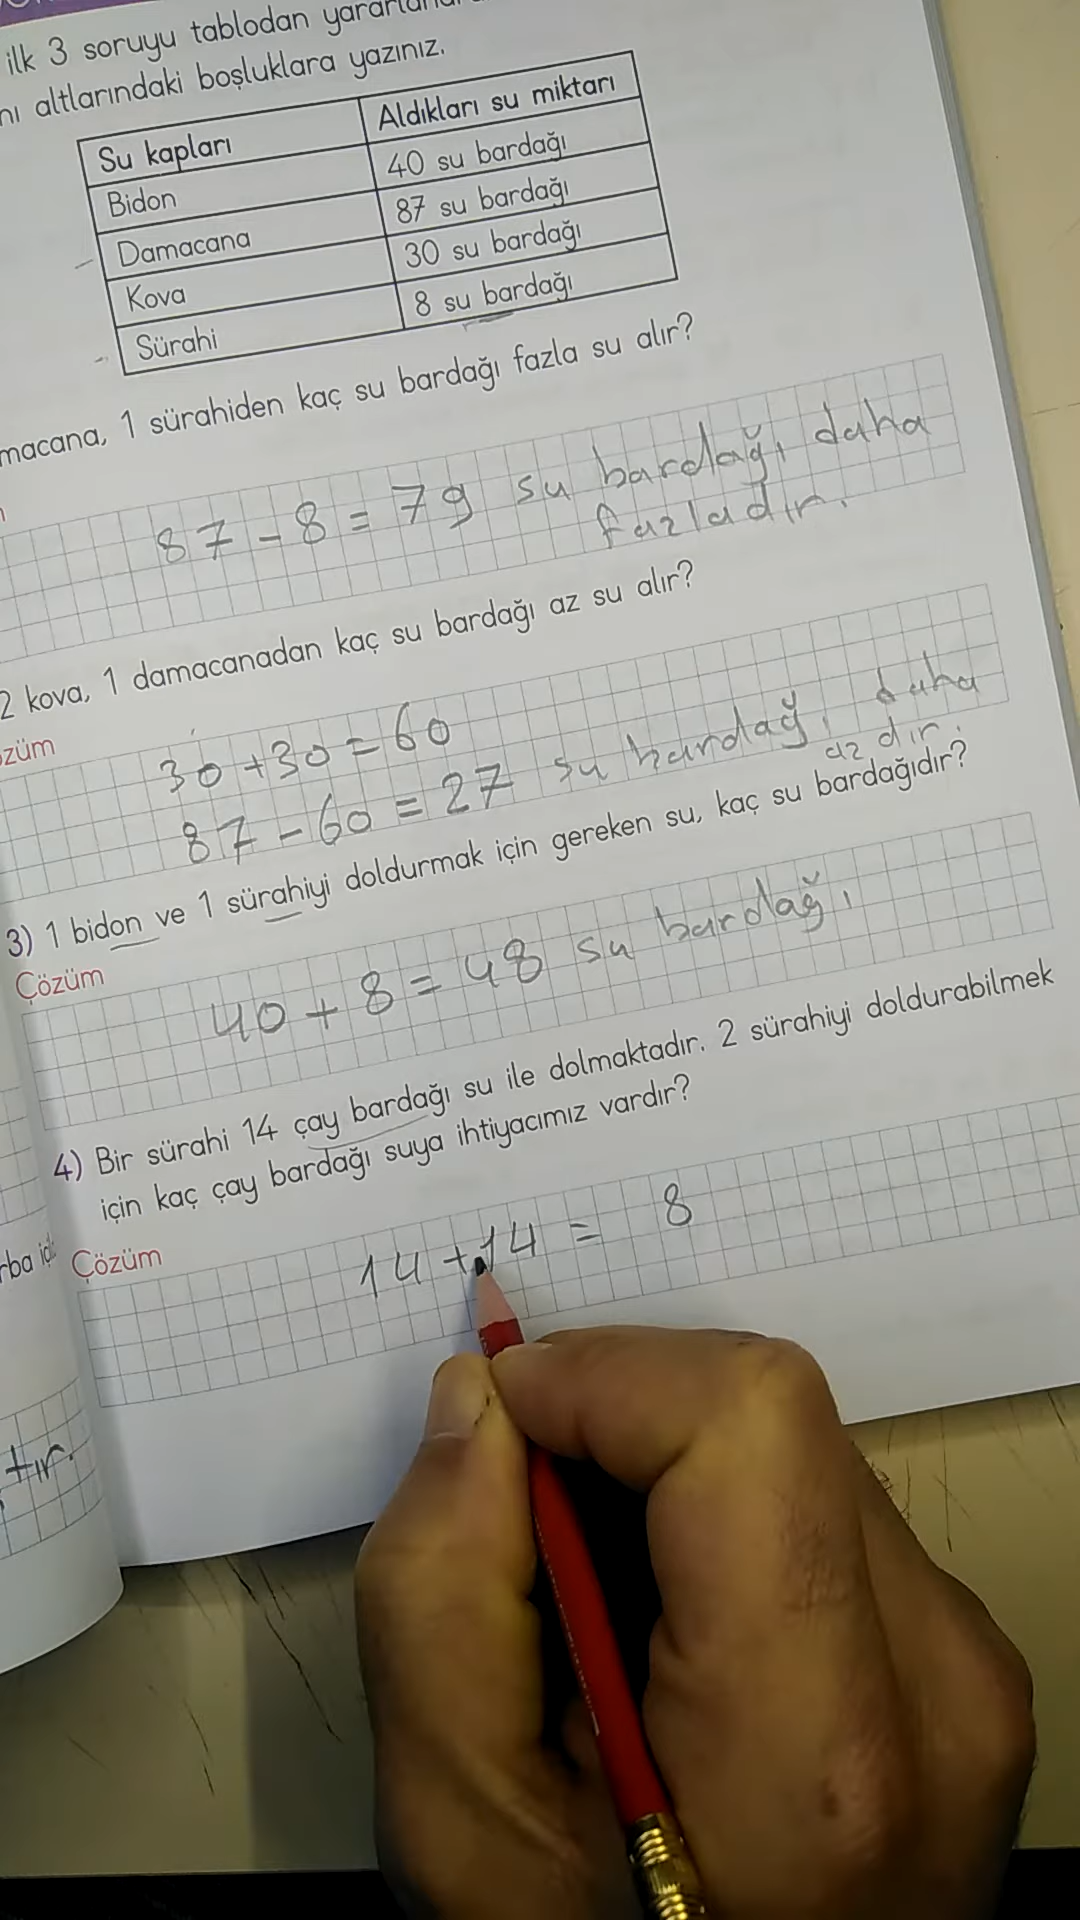 ilk 3 soruyu tablodan
altlarındaki boşluklara yazınız.
Su kapları Aldıkları su miktarı
Bidon 40 su bardağı
Damacana 87 su bardağı
Kova 30 su bardağı
Sürahi 8 su bardağı
macana, 1 sürahiden kaç su bardağı fazla su alır?
87 - 8 = 79 su bardağı daha
fazladır.
2 kova, 1 damacanadan kaç su bardağı az su alır?
özüm
30 + 30 = 60
87 - 60 = 27 su bardağı daha
az dır.
3) 1 bidon ve 1 sürahiyi doldurmak için gereken su, kaç su bardağıdır?
Çözüm
40 + 8 = 48 su bardağı
4) Bir sürahi 14 çay bardağı su ile dolmaktadır. 2 sürahiyi doldurabilmek
için kaç çay bardağı suya ihtiyacımız vardır?
Çözüm
14 + 14 = 8
tır.